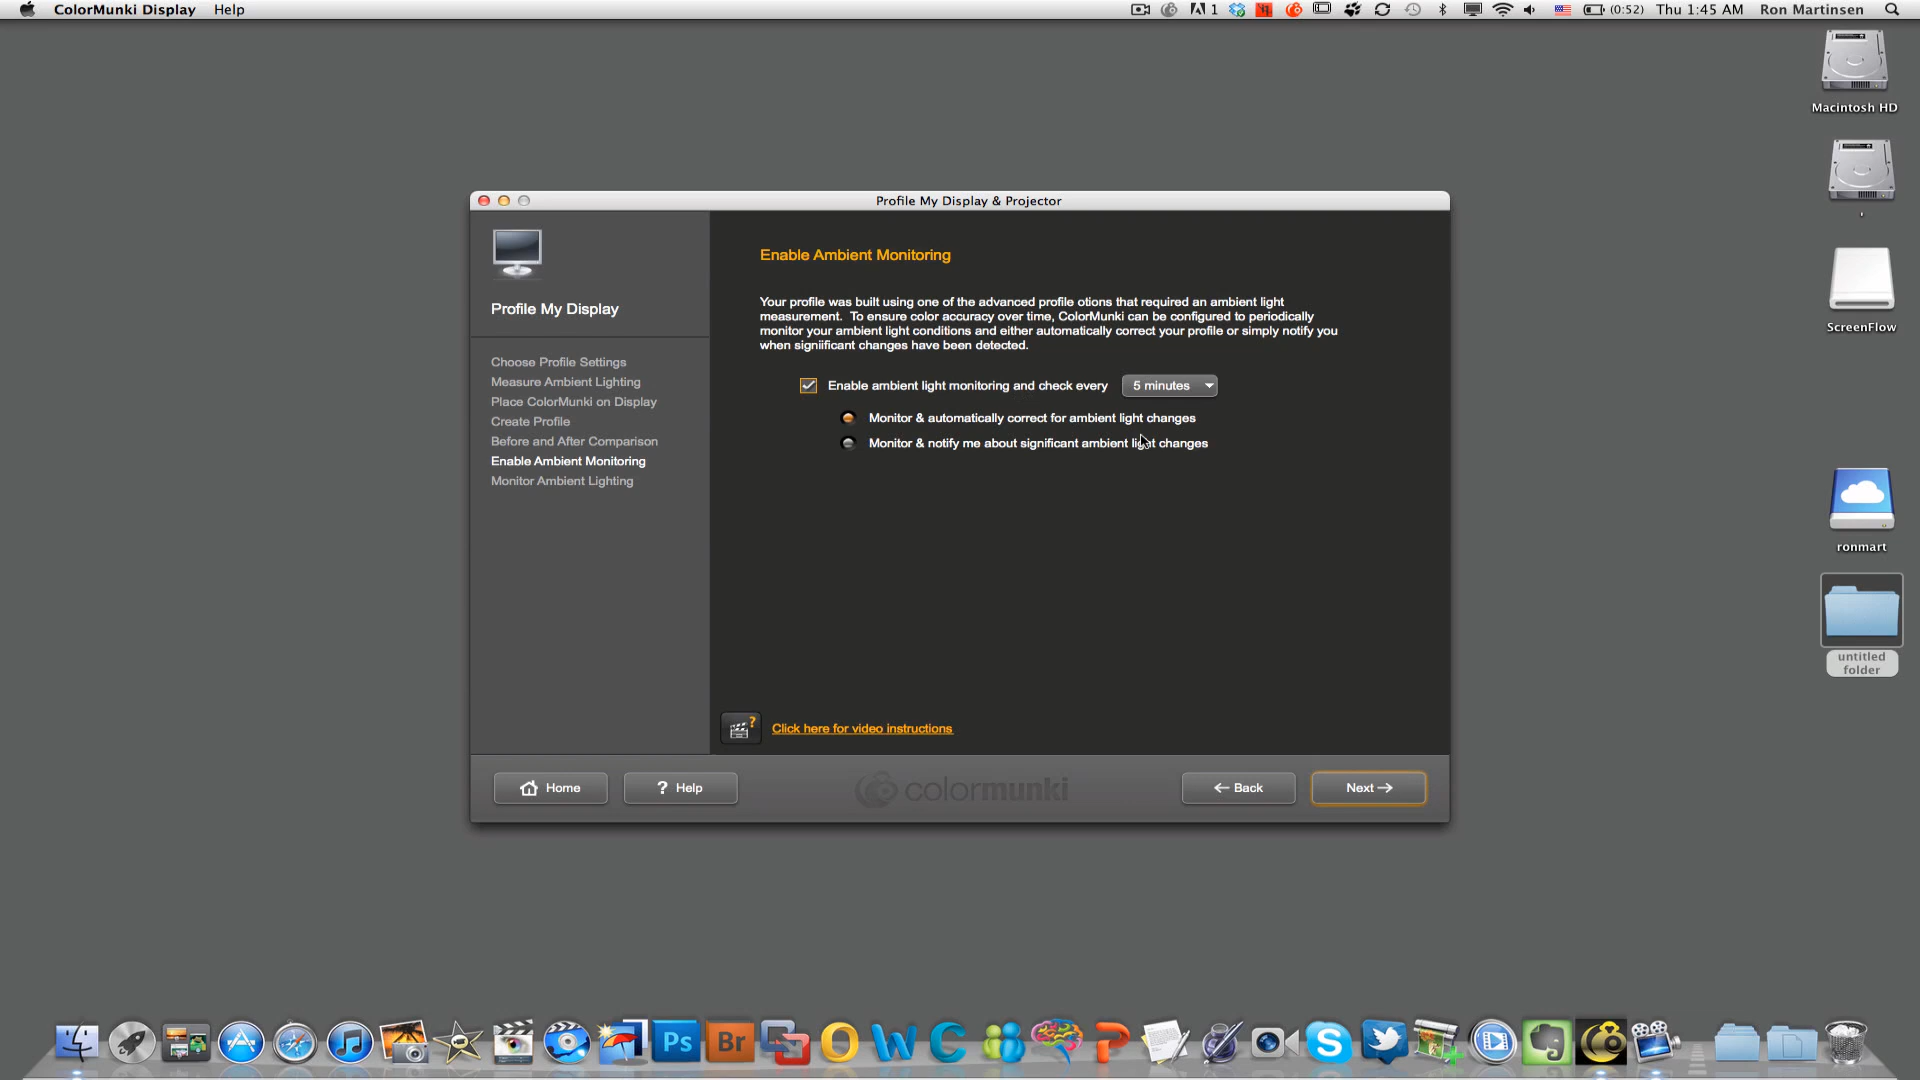 ColorMunki Display Help 1 (0:52) Thu 1:45 AM Ron Martinsen
Macintosh HD
ScreenFlow
ronmart
untitled
folder
Profile My Display & Projector
Profile My Display
Choose Profile Settings
Measure Ambient Lighting
Place ColorMunki on Display
Create Profile
Before and After Comparison
Enable Ambient Monitoring
Monitor Ambient Lighting
Enable Ambient Monitoring
Your profile was built using one of the advanced profile otions that required an ambient light
measurement. To ensure color accuracy over time, ColorMunki can be configured to periodically
monitor your ambient light conditions and either automatically correct your profile or simply notify you
when signiificant changes have been detected.
Enable ambient light monitoring and check every 5 minutes
Monitor & automatically correct for ambient light changes
Monitor & notify me about significant ambient light changes
? Click here for video instructions
Home ? Help colormunki Back Next
Ps Br